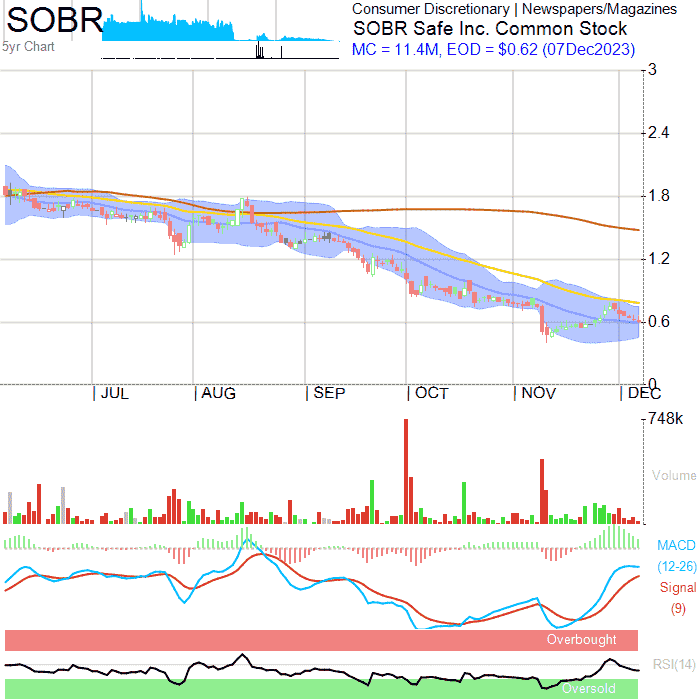 SOBR
5yr Chart
Consumer Discretionary | Newspapers/Magazines
SOBR Safe Inc. Common Stock
MC = 11.4M, EOD = $0.62 (07Dec2023)
3
2.4
1.8
1.2
0.6
0
JUL AUG SEP OCT NOV DEC
748k
Volume
MACD
(12-26)
Signal
(9)
Overbought
RSI(14)
Oversold